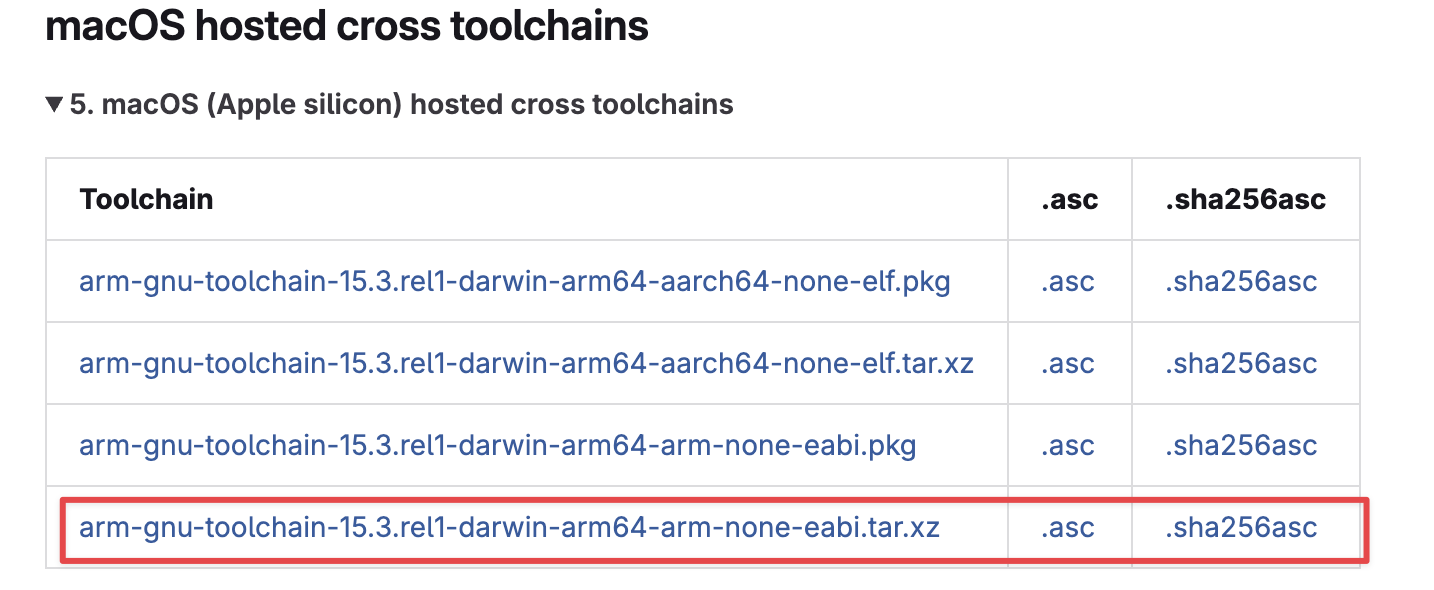 macOS hosted cross toolchains
▼ 5. macOS (Apple silicon) hosted cross toolchains
Toolchain .asc .sha256asc
arm-gnu-toolchain-15.3.rel1-darwin-arm64-aarch64-none-elf.pkg .asc .sha256asc
arm-gnu-toolchain-15.3.rel1-darwin-arm64-aarch64-none-elf.tar.xz .asc .sha256asc
arm-gnu-toolchain-15.3.rel1-darwin-arm64-arm-none-eabi.pkg .asc .sha256asc
arm-gnu-toolchain-15.3.rel1-darwin-arm64-arm-none-eabi.tar.xz .asc .sha256asc